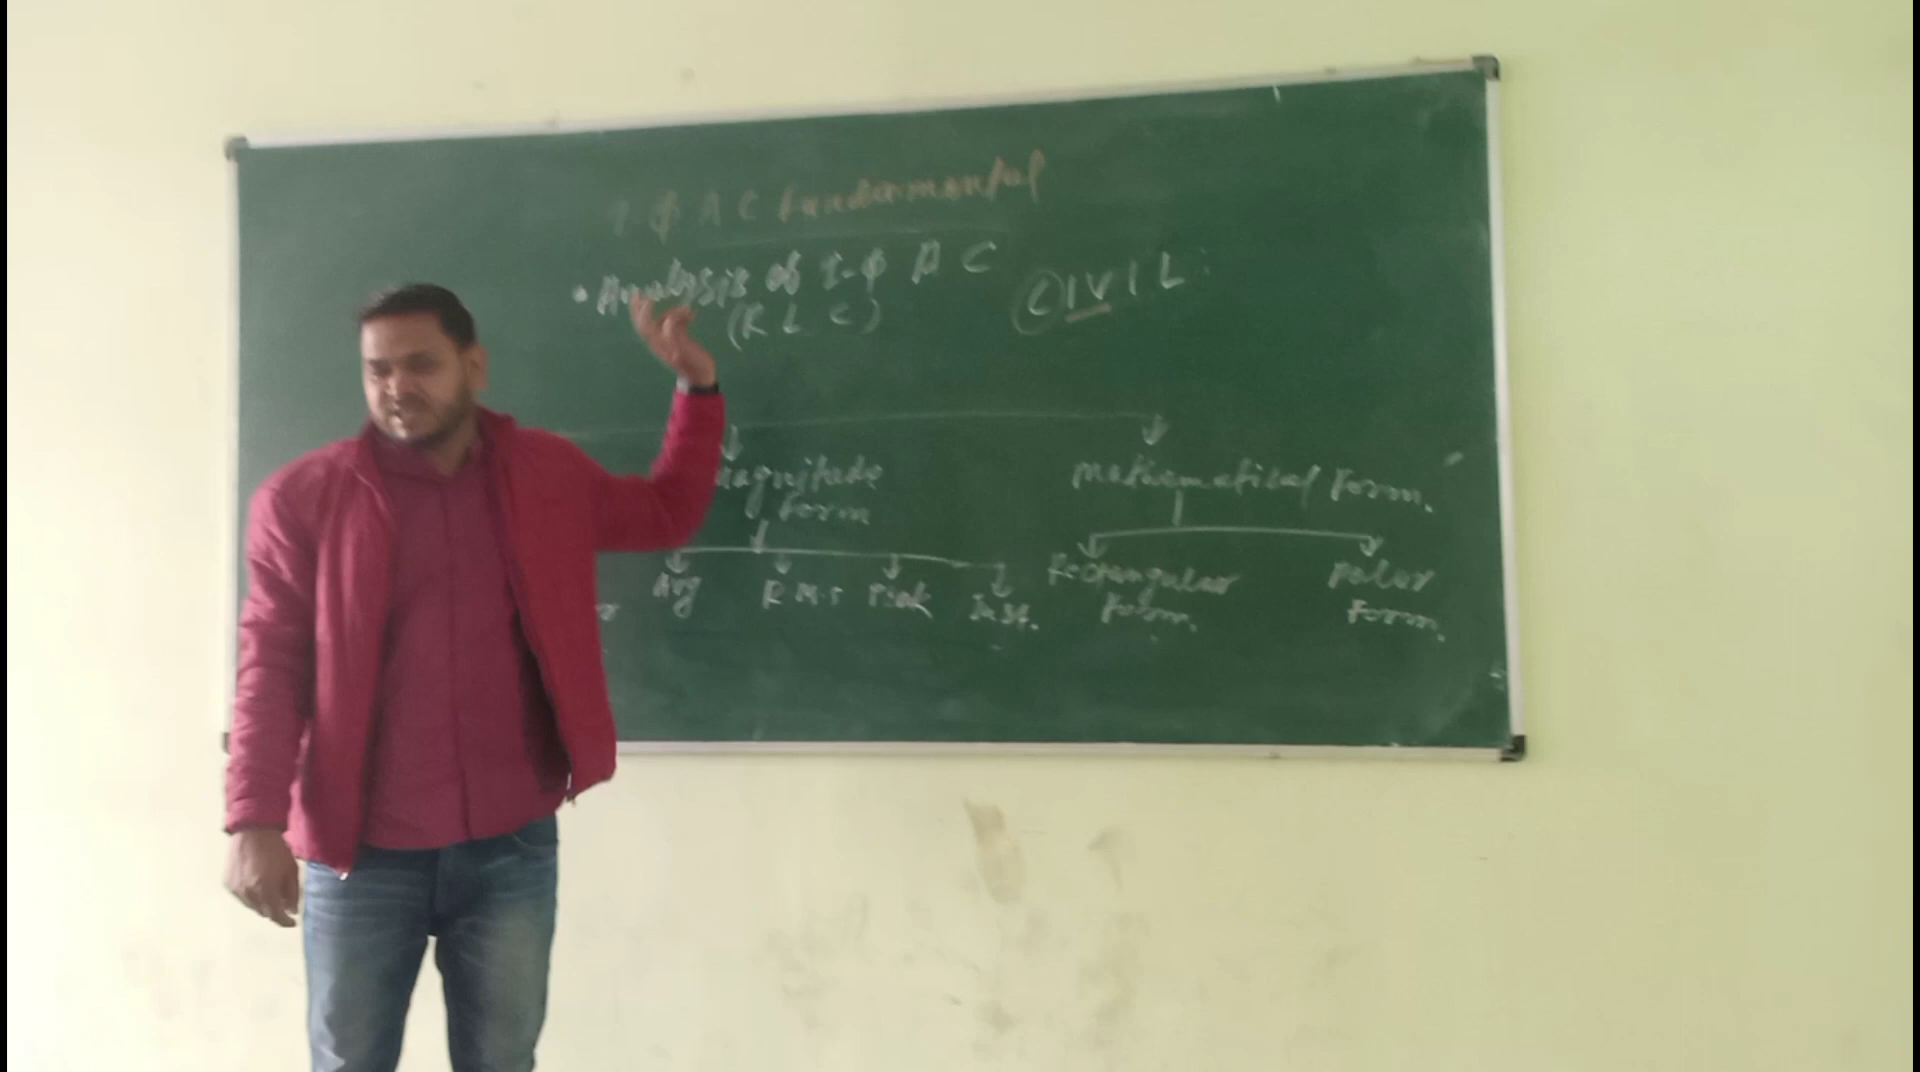 1 φ A C fundamental
• Analysis of 1-φ A C
(R L C)
CIVIL
magnitude mathematical form.
form
Avg R.M.S Peak Inst. Rectangular form. Polar form.